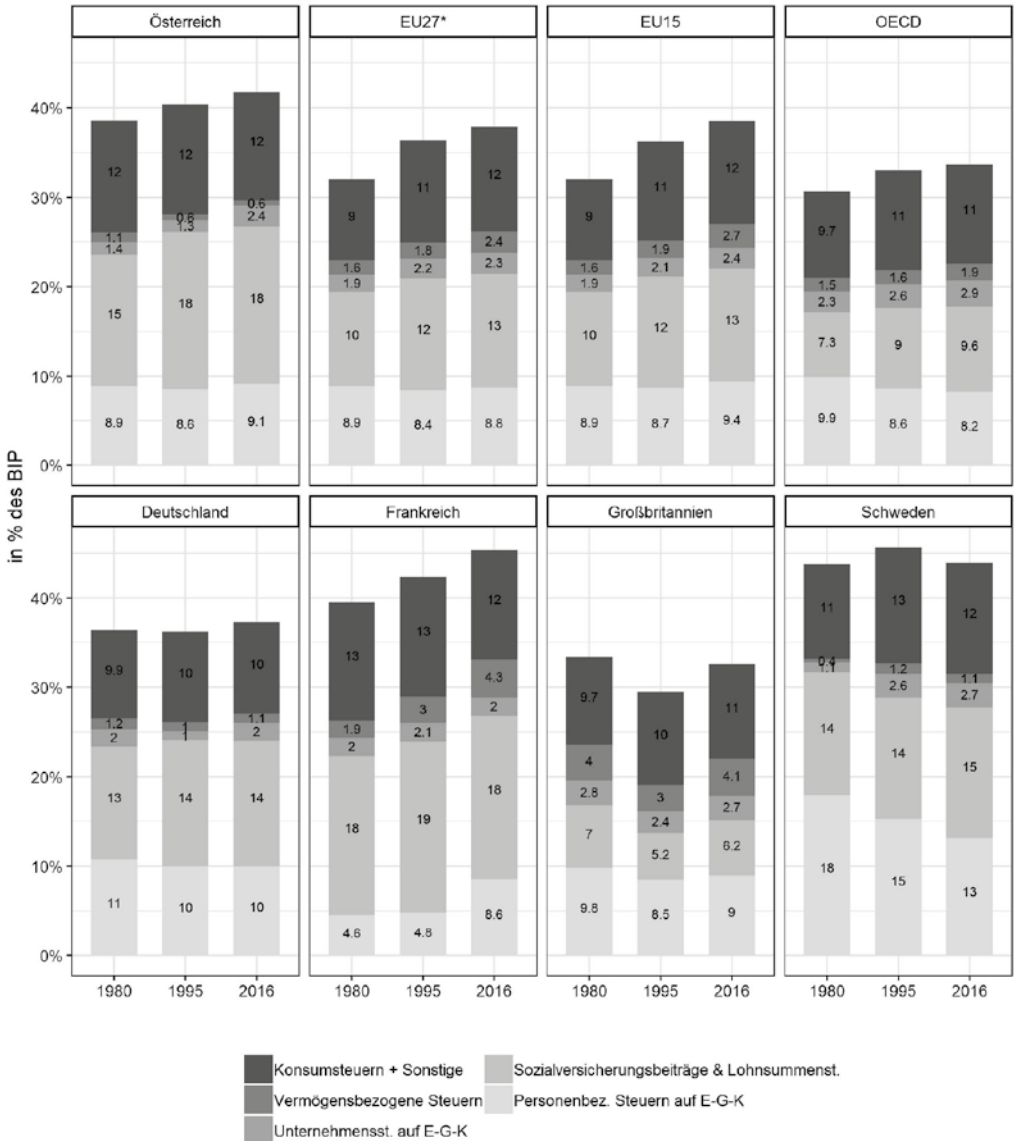 Österreich EU27* EU15 OECD
40%
12 12 12 9 11 12 9 11 12 9.7 11 11
30%
1.1 0.6 0.6 1.6 1.8 2.4 1.6 1.9 2.7 1.5 1.6 1.9
1.4 1.3 2.4 1.9 2.2 2.3 1.9 2.1 2.4 2.3 2.6 2.9
20%
15 18 18 10 12 13 10 12 13 7.3 9 9.6
10%
8.9 8.6 9.1 8.9 8.4 8.8 8.9 8.7 9.4 9.9 8.6 8.2
0%
in % des BIP
Deutschland Frankreich Großbritannien Schweden
40%
9.9 10 10 13 13 12 9.7 10 11 11 13 12
30%
1.2 1 1.1 1.9 3 4.3 4 3 4.1 0.4 1.2 1.1
2 1 2 2 2.1 2 2.8 2.4 2.7 1.1 2.6 2.7
20%
13 14 14 18 19 18 7 5.2 6.2 14 14 15
10%
11 10 10 4.6 4.8 8.6 9.8 8.5 9 18 15 13
0%
1980 1995 2016 1980 1995 2016 1980 1995 2016 1980 1995 2016
Konsumsteuern + Sonstige Sozialversicherungsbeiträge & Lohnsummenst.
Vermögensbezogene Steuern Personenbez. Steuern auf E-G-K
Unternehmensst. auf E-G-K